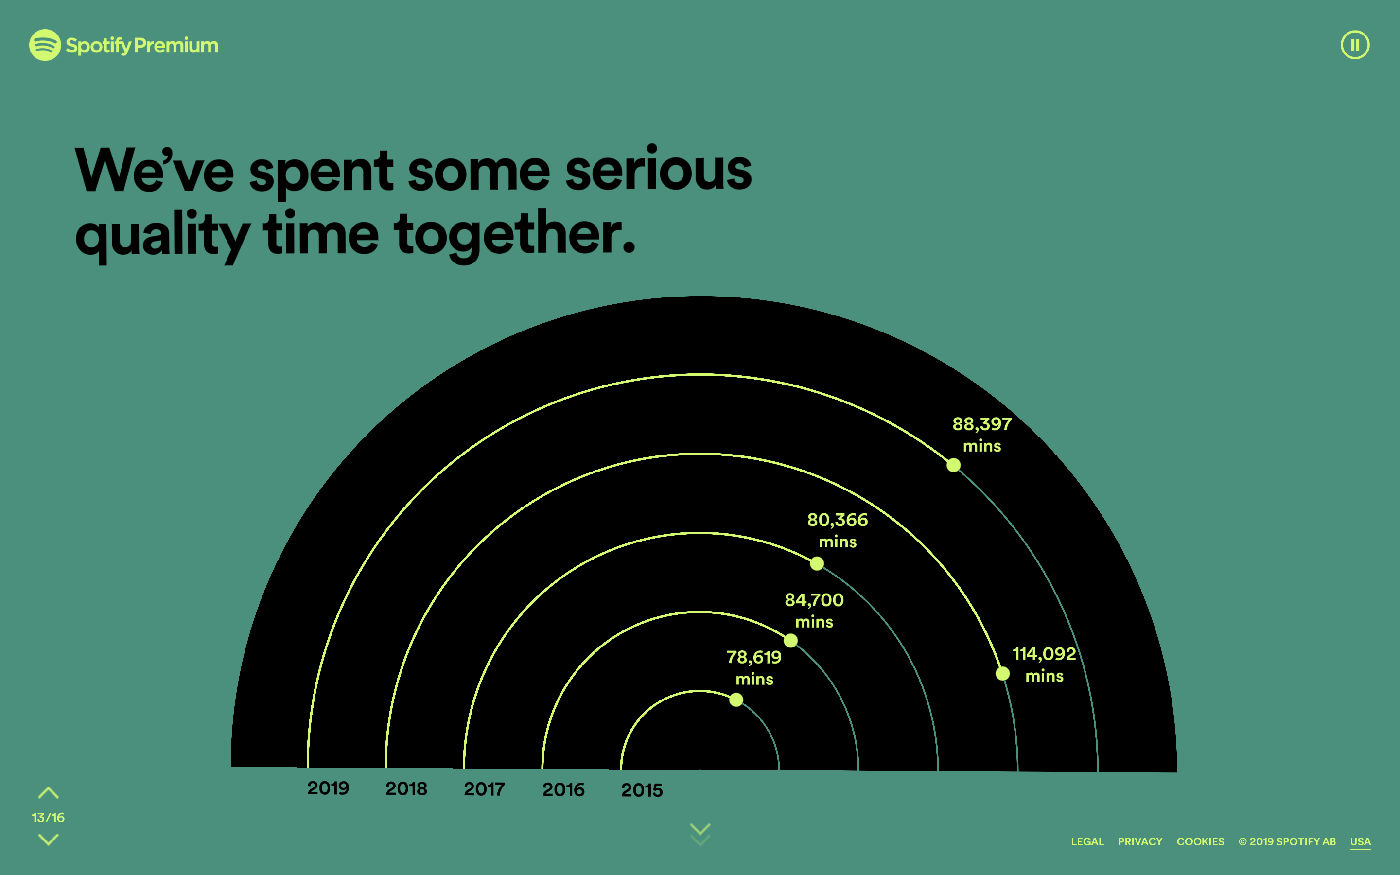 Spotify Premium
We've spent some serious
quality time together.
88,397
mins
80,366
mins
84,700
mins
78,619
mins
114,092
mins
2019
2018
2017
2016
2015
13/16
LEGAL
PRIVACY
COOKIES
© 2019 SPOTIFY AB
USA